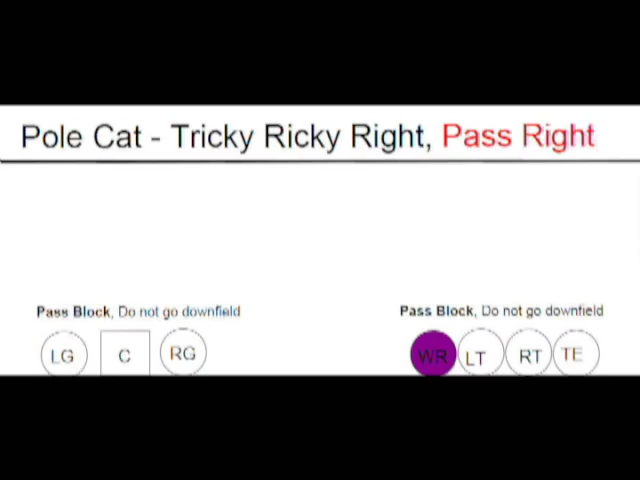 Pole Cat - Tricky Ricky Right, Pass Right
Pass Block, Do not go downfield
Pass Block, Do not go downfield
LG C RG WR LT RT TE